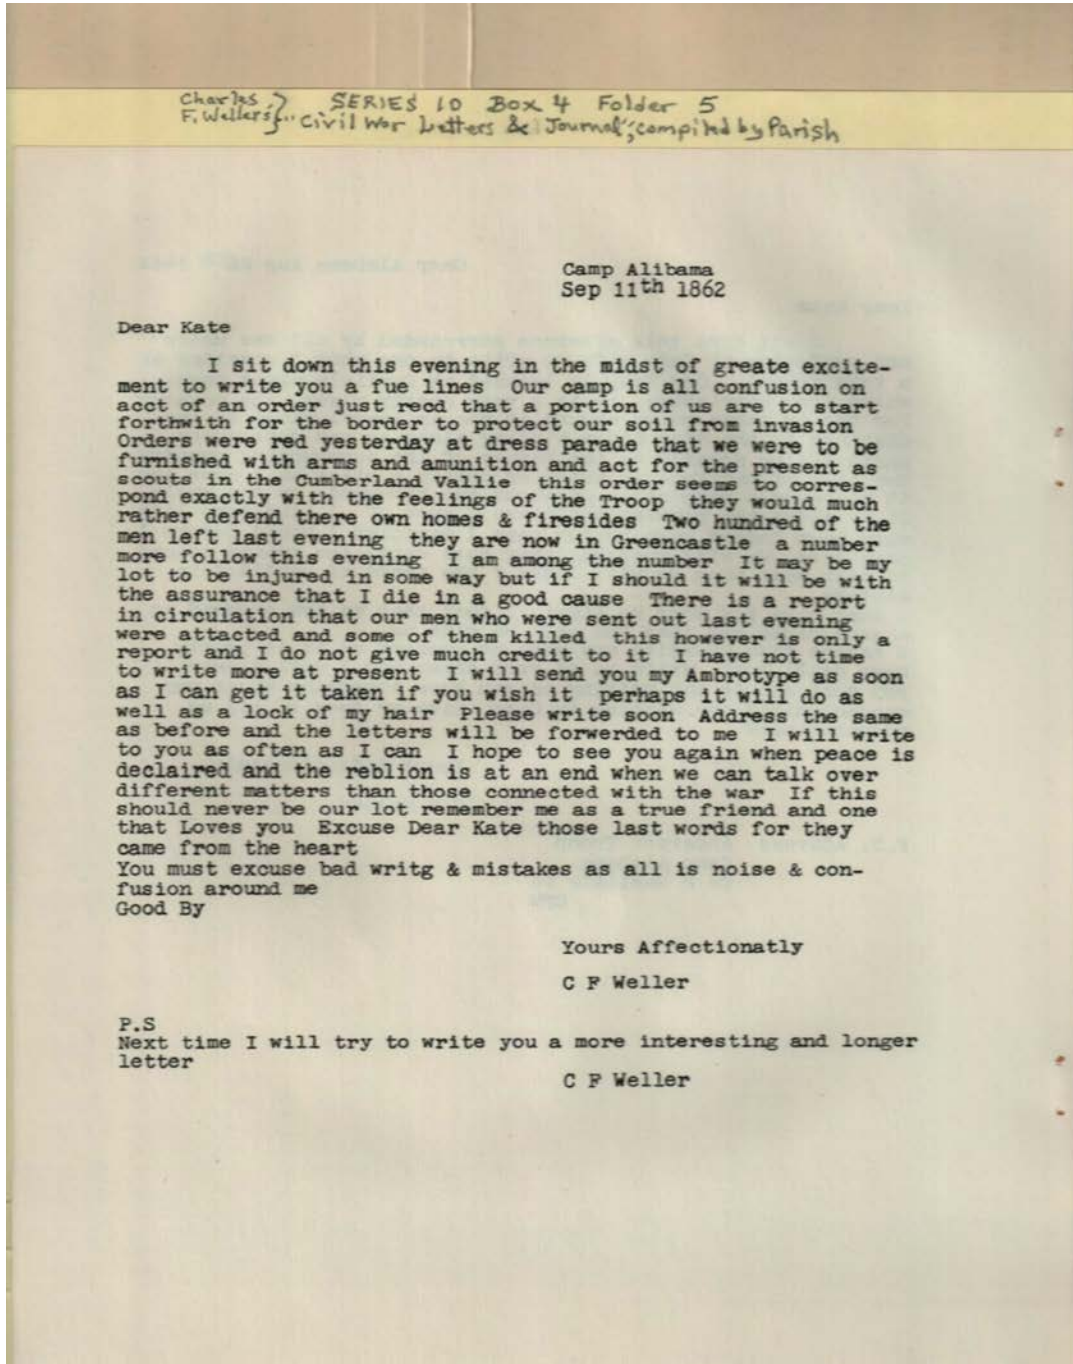 Charles F. Wellers} SERIES 10 Box 4 Folder 5
"Civil War Letters & Journal", compiled by Parish
Camp Alibama
Sep 11th 1862
Dear Kate
I sit down this evening in the midst of greate excite-
ment to write you a fue lines Our camp is all confusion on
acct of an order just recd that a portion of us are to start
forthwith for the border to protect our soil from invasion
Orders were red yesterday at dress parade that we were to be
furnished with arms and amunition and act for the present as
scouts in the Cumberland Vallie this order seems to corres-
pond exactly with the feelings of the Troop they would much
rather defend there own homes & firesides Two hundred of the
men left last evening they are now in Greencastle a number
more follow this evening I am among the number It may be my
lot to be injured in some way but if I should it will be with
the assurance that I die in a good cause There is a report
in circulation that our men who were sent out last evening
were attacted and some of them killed this however is only a
report and I do not give much credit to it I have not time
to write more at present I will send you my Ambrotype as soon
as I can get it taken if you wish it perhaps it will do as
well as a lock of my hair Please write soon Address the same
as before and the letters will be forwerded to me I will write
to you as often as I can I hope to see you again when peace is
declaired and the reblion is at an end when we can talk over
different matters than those connected with the war If this
should never be our lot remember me as a true friend and one
that Loves you Excuse Dear Kate those last words for they
came from the heart
You must excuse bad writg & mistakes as all is noise & con-
fusion around me
Good By
Yours Affectionatly
C F Weller
P.S
Next time I will try to write you a more interesting and longer
letter
C F Weller